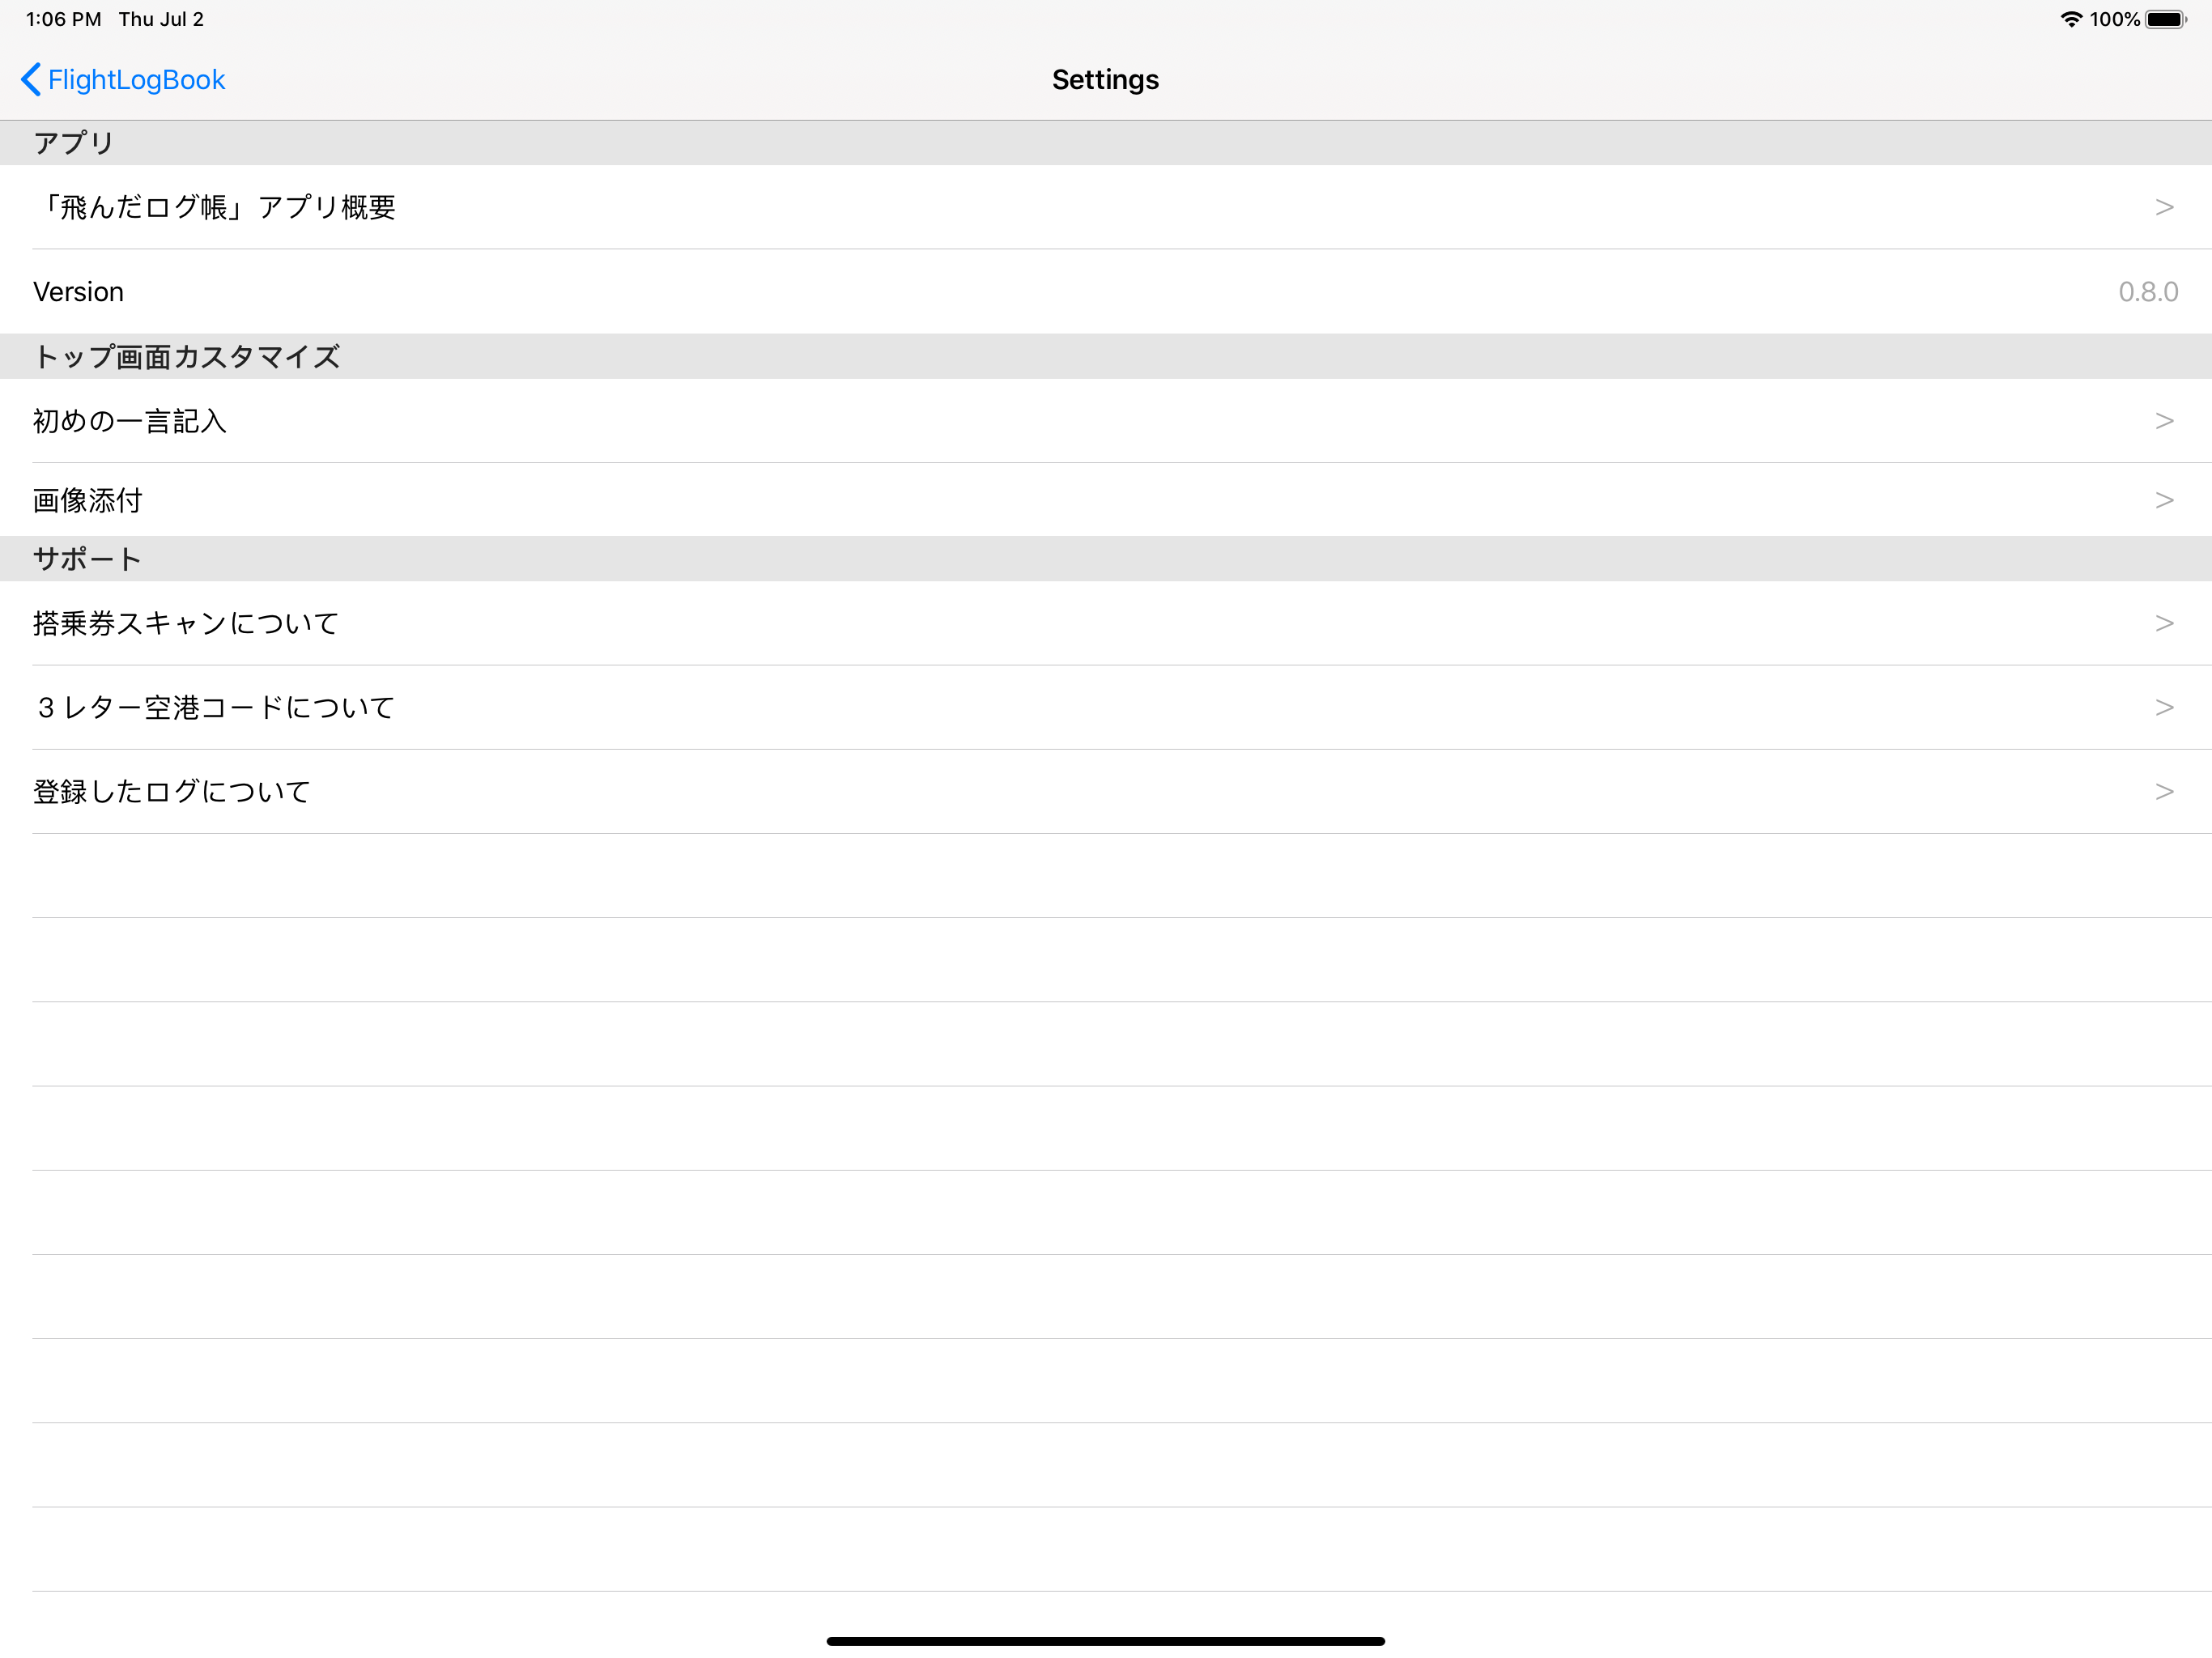 1:06 PM Thu Jul 2 100%
FlightLogBook Settings
アプリ
「飛んだログ帳」アプリ概要 >
Version 0.8.0
トップ画面カスタマイズ
初めの一言記入 >
画像添付 >
サポート
搭乗券スキャンについて >
３レター空港コードについて >
登録したログについて >